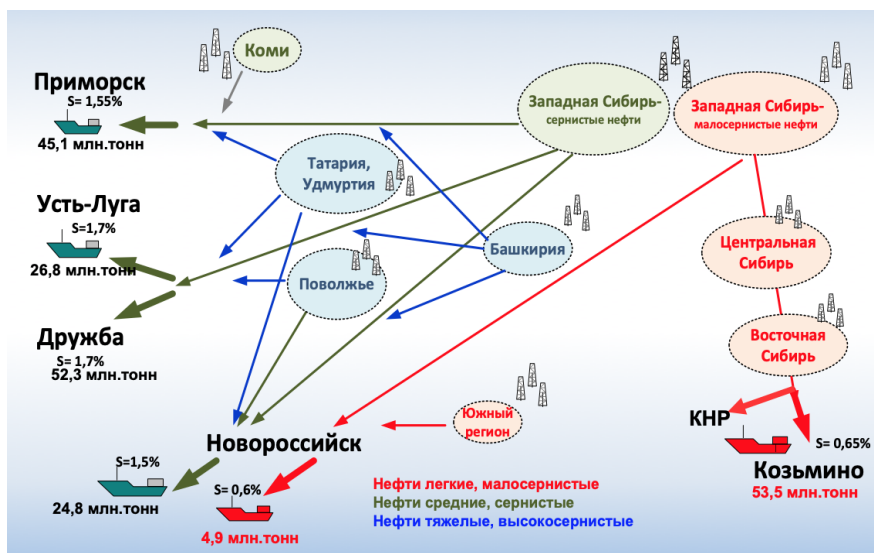 Коми
Приморск
S= 1,55%
45,1 млн.тонн
Западная Сибирь-
сернистые нефти
Западная Сибирь-
малосернистые нефти
Татария,
Удмуртия
Усть-Луга
S=1,7%
26,8 млн.тонн
Башкирия
Центральная
Сибирь
Поволжье
Дружба
S= 1,7%
52,3 млн.тонн
Восточная
Сибирь
Южный
регион
КНР
S= 0,65%
Козьмино
53,5 млн.тонн
Новороссийск
S=1,5%
24,8 млн.тонн
S= 0,6%
4,9 млн.тонн
Нефти легкие, малосернистые
Нефти средние, сернистые
Нефти тяжелые, высокосернистые